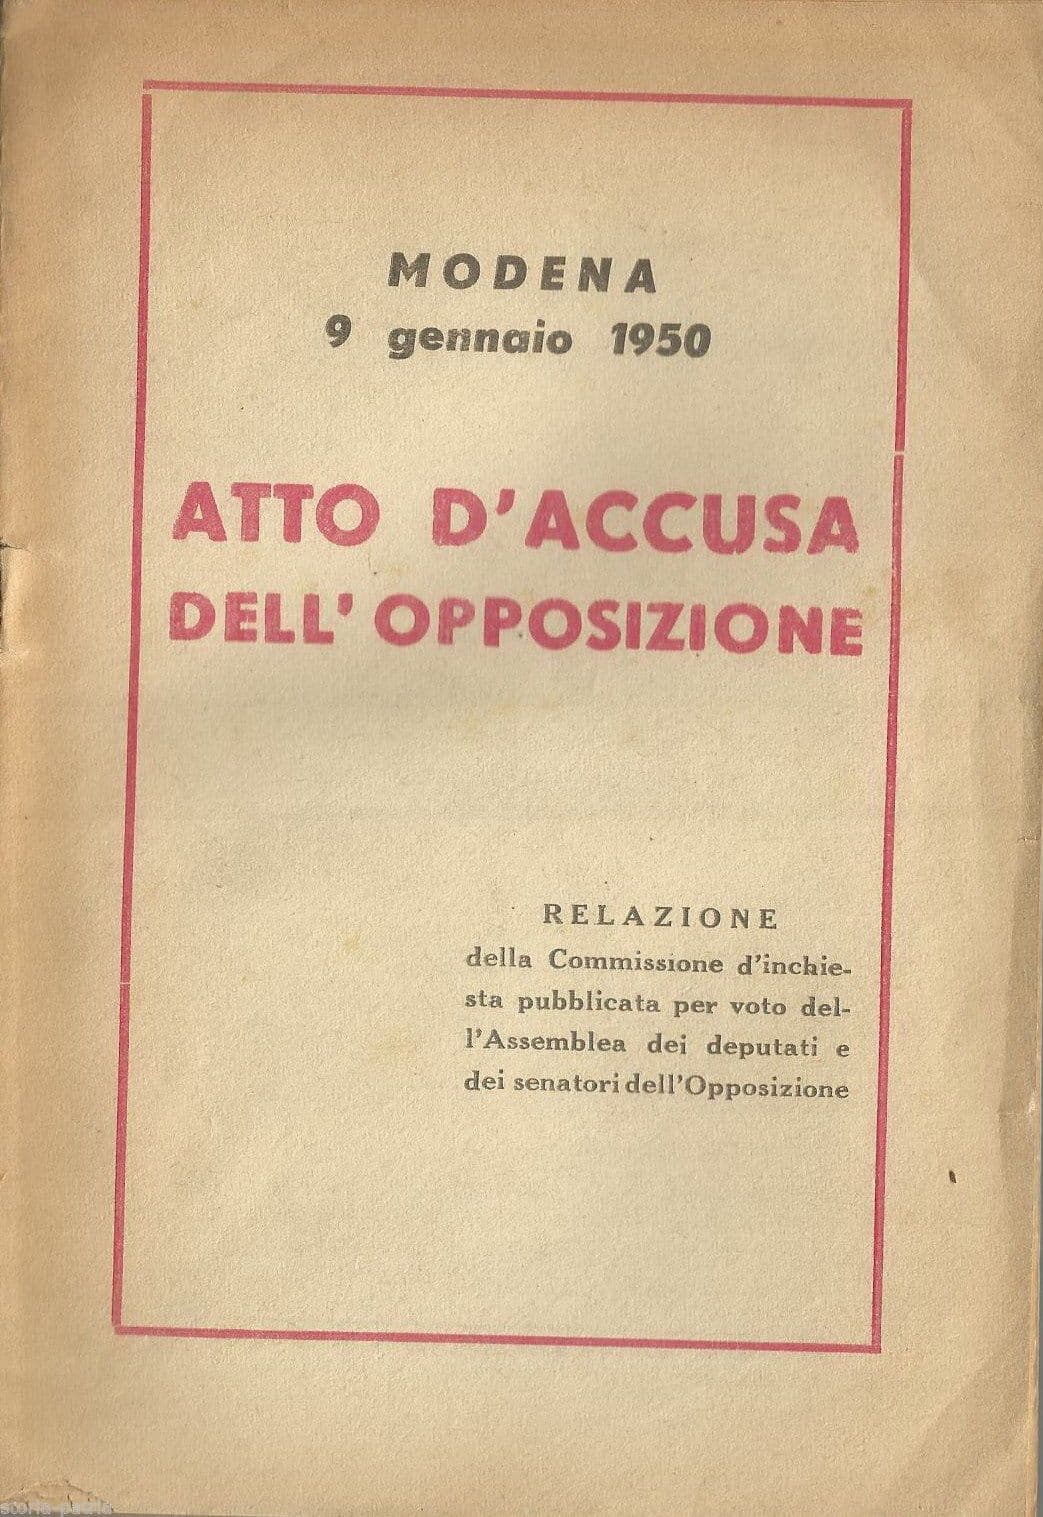 MODENA
9 gennaio 1950
ATTO D'ACCUSA
DELL'OPPOSIZIONE
RELAZIONE
della Commissione d'inchie-
sta pubblicata per voto del-
l'Assemblea dei deputati e
dei senatori dell'Opposizione